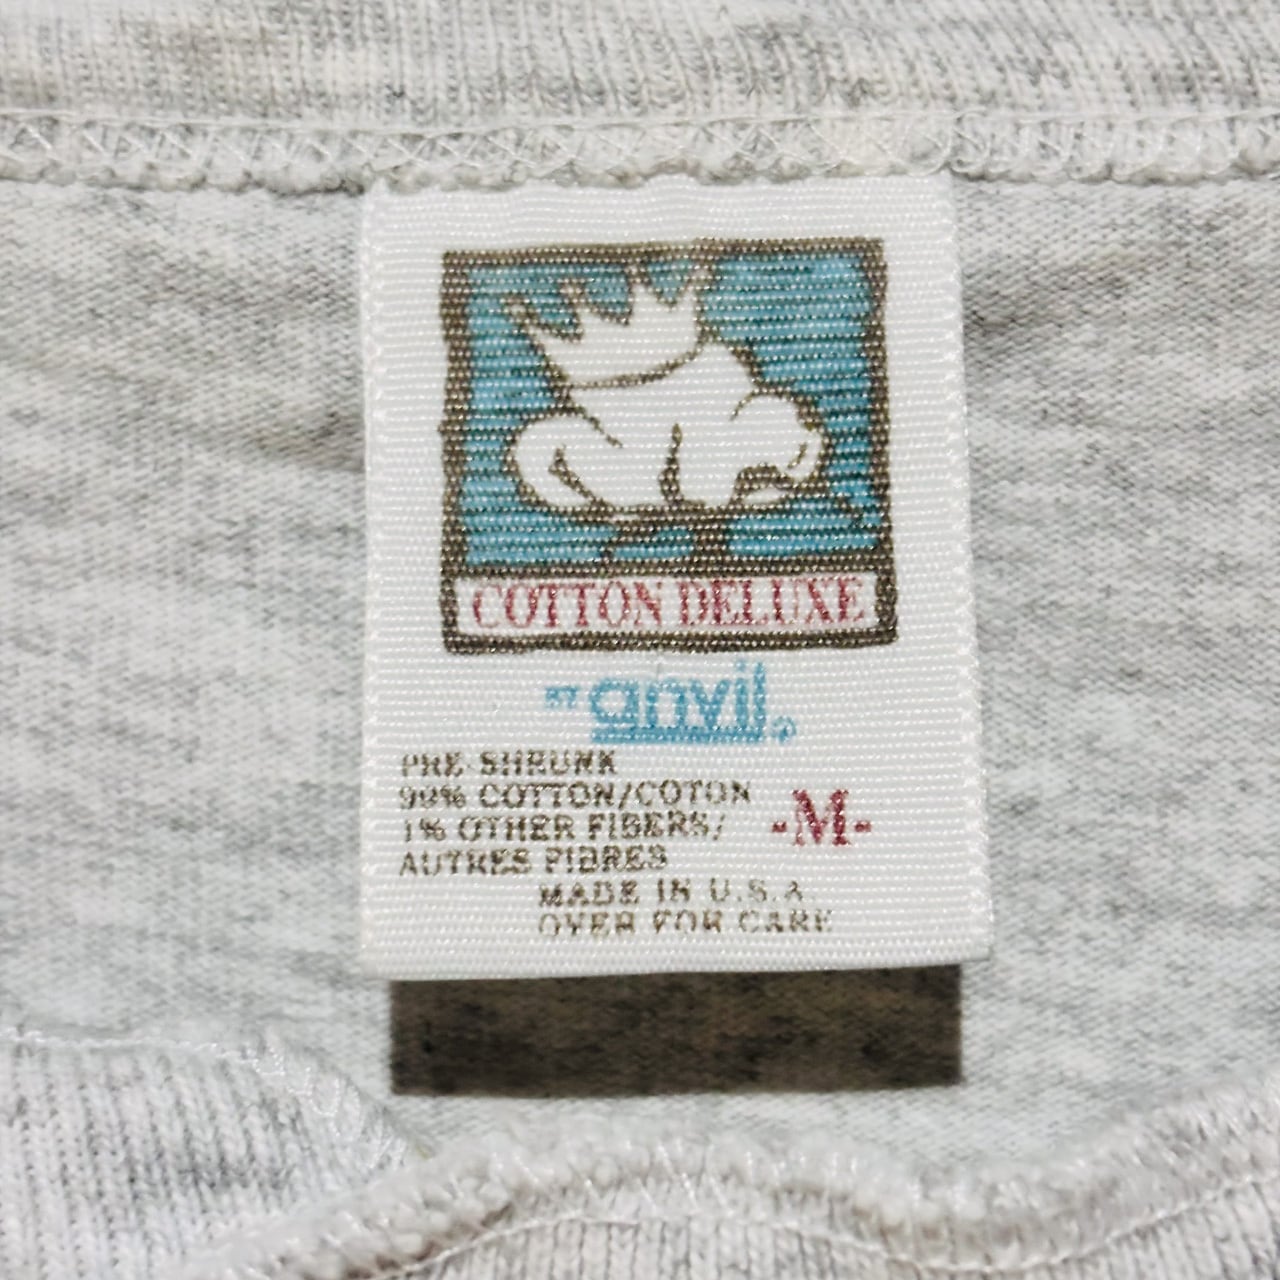 COTTON DELUXE
BY anvil®
PRE-SHRUNK
99% COTTON/COTON
1% OTHER FIBERS/
AUTRES FIBRES
-M-
MADE IN U.S.A
OVER FOR CARE